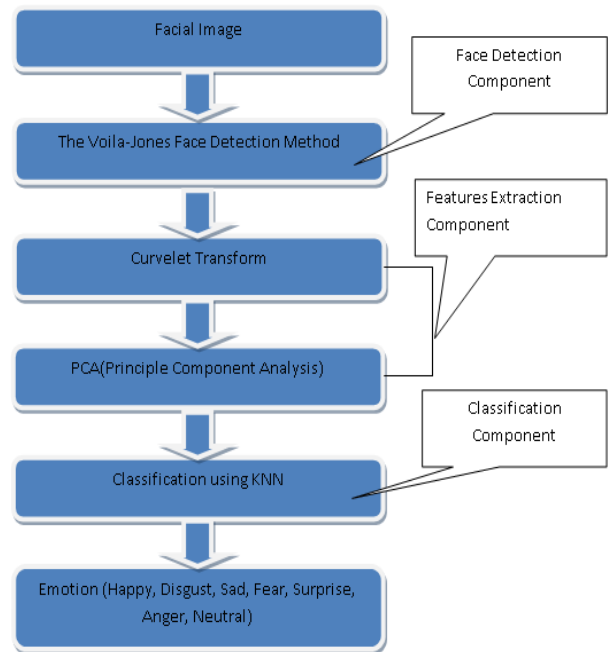 Facial Image
Face Detection
Component
The Voila-Jones Face Detection Method
Features Extraction
Component
Curvelet Transform
PCA(Principle Component Analysis)
Classification
Component
Classification using KNN
Emotion (Happy, Disgust, Sad, Fear, Surprise,
Anger, Neutral)